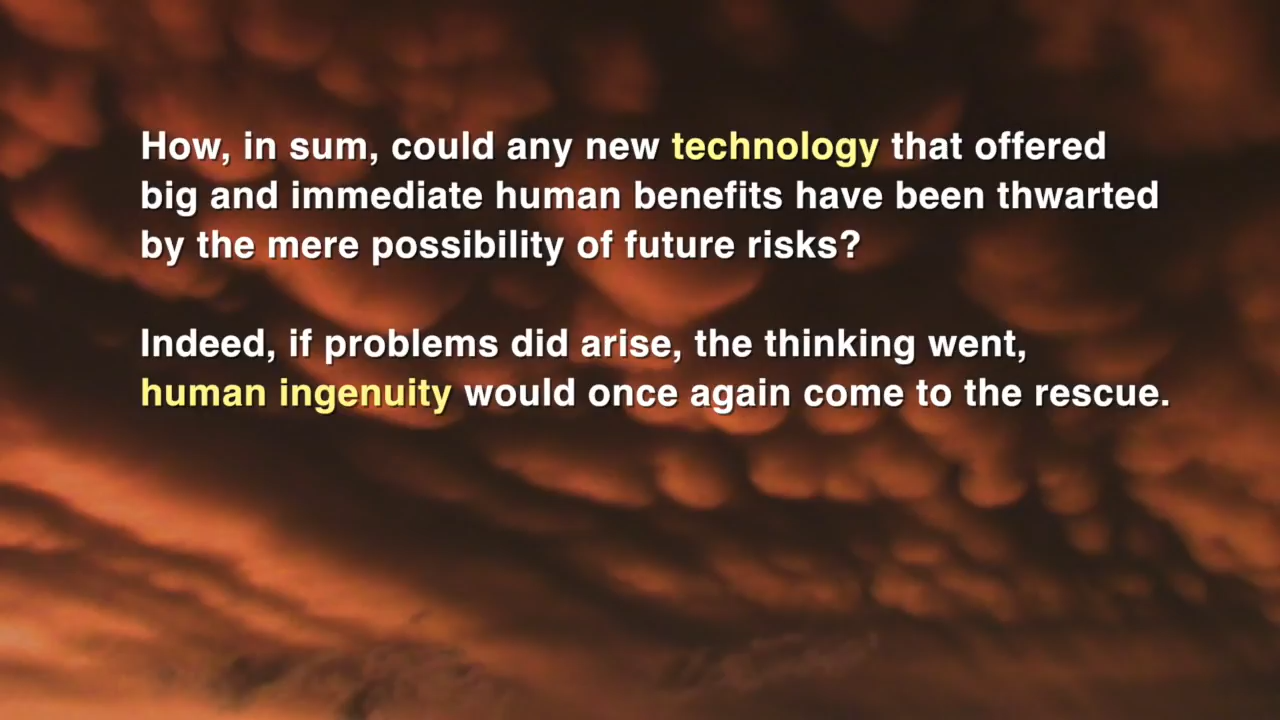 How, in sum, could any new technology that offered
big and immediate human benefits have been thwarted
by the mere possibility of future risks?
Indeed, if problems did arise, the thinking went,
human ingenuity would once again come to the rescue.